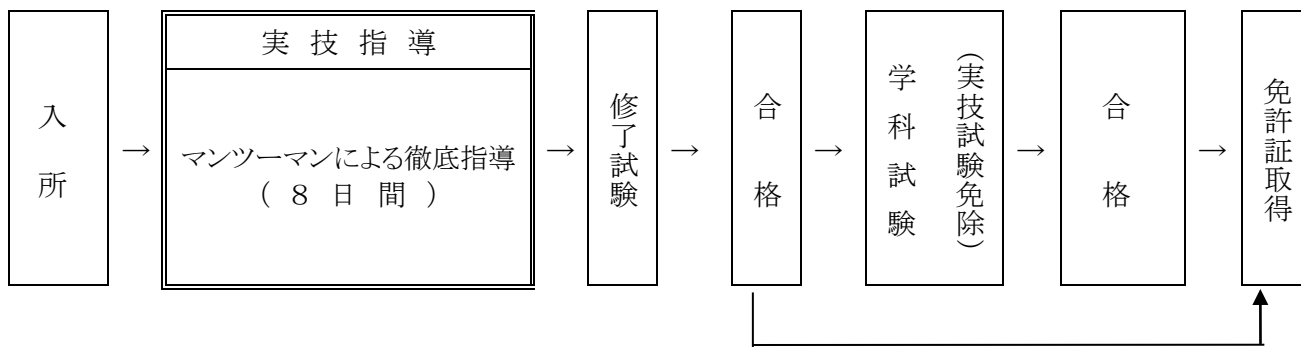 入所
→
実技指導
マンツーマンによる徹底指導
(8日間)
→
修了試験
→
合格
→
(実技試験免除)
学科試験
→
合格
→
免許証取得